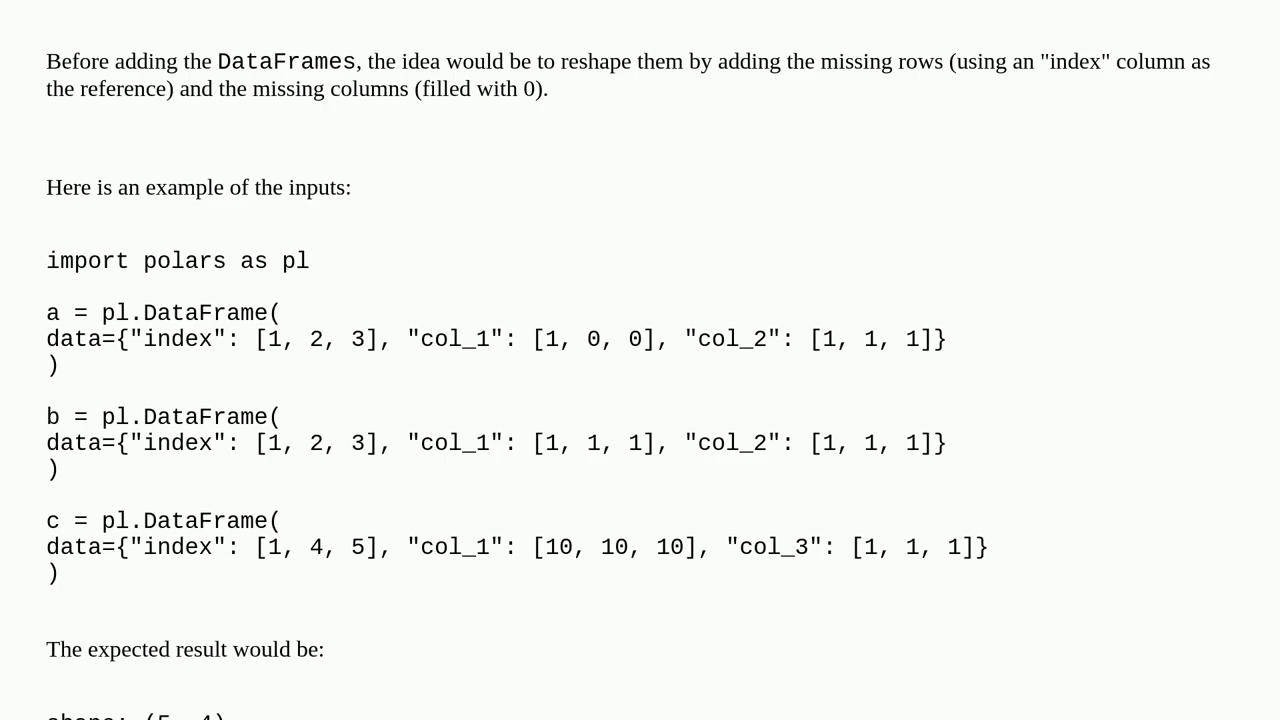 Before adding the DataFrames, the idea would be to reshape them by adding the missing rows (using an "index" column as
the reference) and the missing columns (filled with 0).
Here is an example of the inputs:
import polars as pl
a = pl.DataFrame(
data={"index": [1, 2, 3], "col_1": [1, 0, 0], "col_2": [1, 1, 1]}
)
b = pl.DataFrame(
data={"index": [1, 2, 3], "col_1": [1, 1, 1], "col_2": [1, 1, 1]}
)
c = pl.DataFrame(
data={"index": [1, 4, 5], "col_1": [10, 10, 10], "col_3": [1, 1, 1]}
)
The expected result would be:
shape: (5, 4)